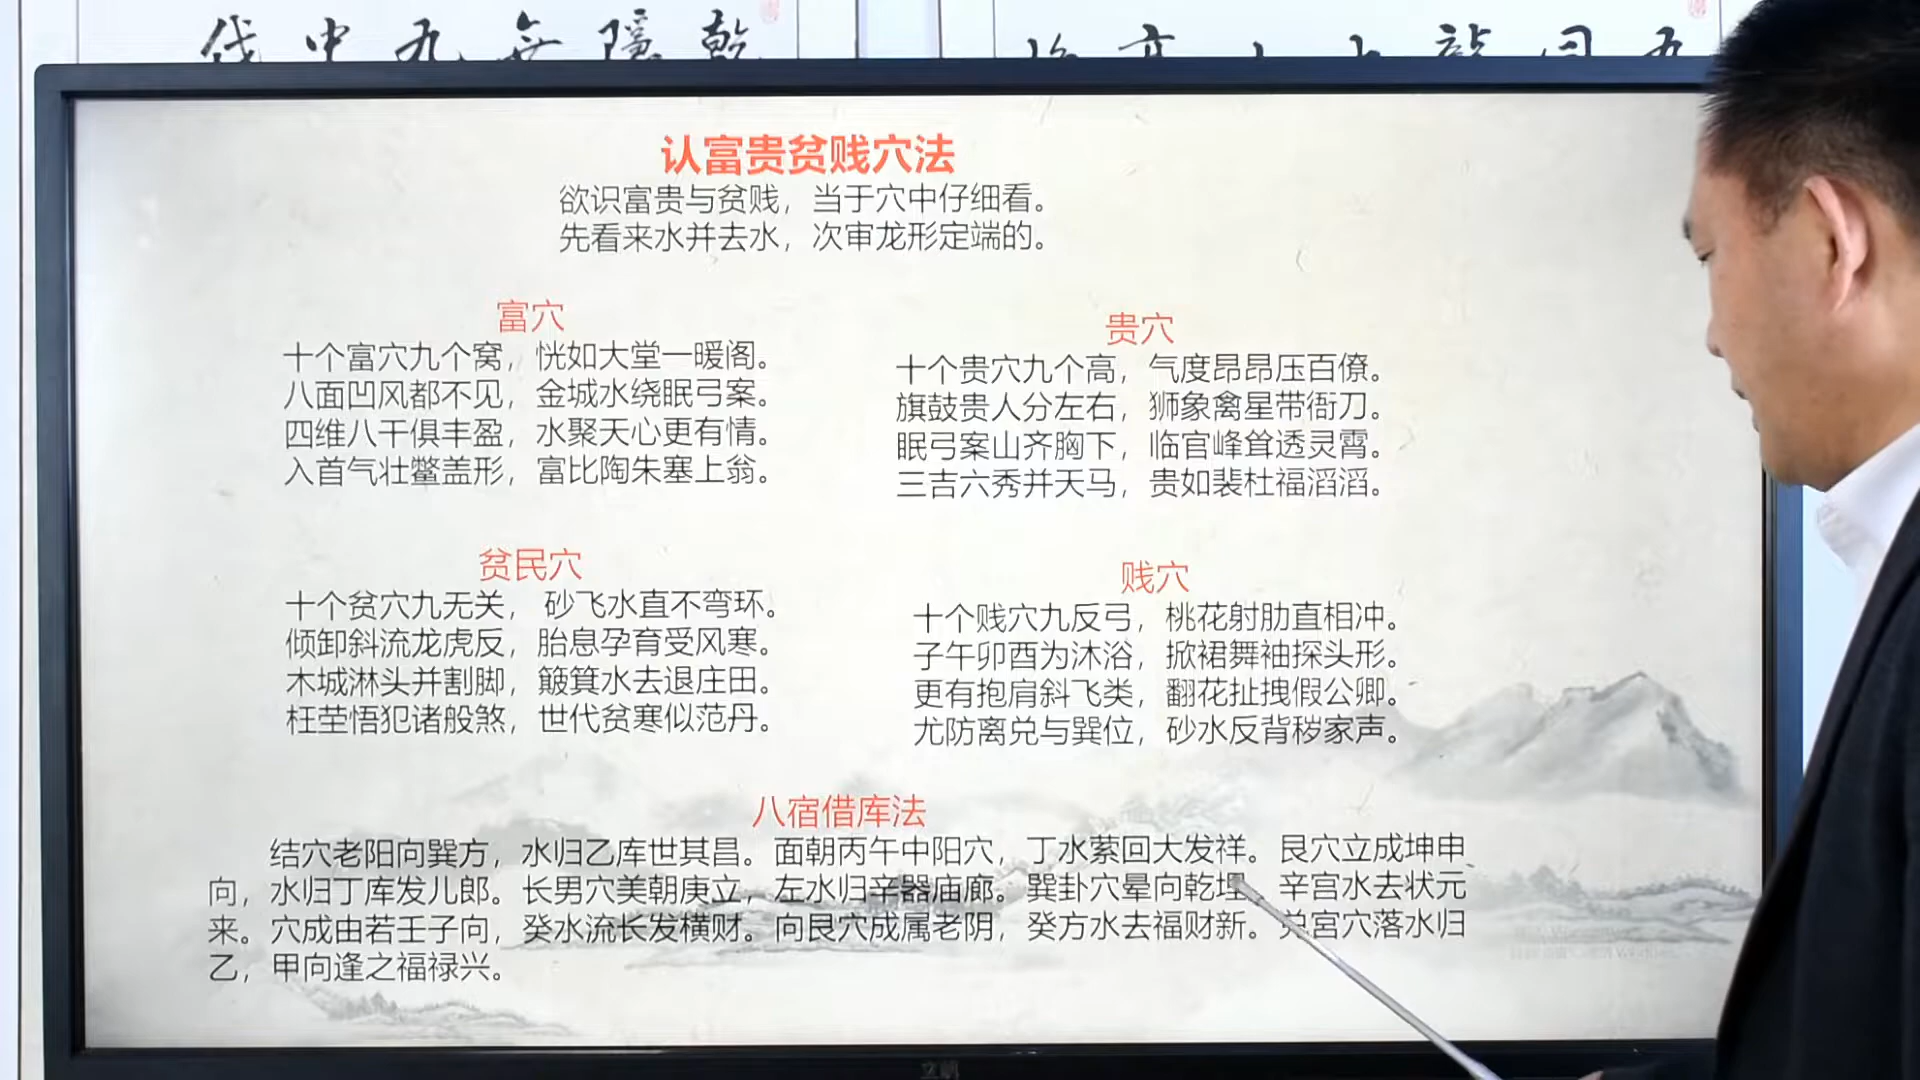 伐中九無隱乾
龍
认富贵贫贱穴法
欲识富贵与贫贱，当于穴中仔细看。
先看来水并去水，次审龙形定端的。
富穴
十个富穴九个窝，恍如大堂一暖阁。
八面凹风都不见，金城水绕眠弓案。
四维八干俱丰盈，水聚天心更有情。
入首气壮鳖盖形，富比陶朱塞上翁。
贵穴
十个贵穴九个高，气度昂昂压百僚。
旗鼓贵人分左右，狮象禽星带衙刀。
眠弓案山齐胸下，临官峰耸透灵霄。
三吉六秀并天马，贵如裴杜福滔滔。
贫民穴
十个贫穴九无关，砂飞水直不弯环。
倾卸斜流龙虎反，胎息孕育受风寒。
木城淋头并割脚，簸箕水去退庄田。
枉茔悟犯诸般煞，世代贫寒似范丹。
贱穴
十个贱穴九反弓，桃花射肋直相冲。
子午卯酉为沐浴，掀裙舞袖探头形。
更有抱肩斜飞类，翻花扯拽假公卿。
尤防离兑与巽位，砂水反背秽家声。
八宿借库法
结穴老阳向巽方，水归乙库世其昌。面朝丙午中阳穴，丁水萦回大发祥。艮穴立成坤申
向，水归丁库发儿郎。长男穴美朝庚立，左水归辛器庙廊。巽卦穴晕向乾埋。辛宫水去状元
来。穴成由若壬子向，癸水流长发横财。向艮穴成属老阴，癸方水去福财新。兑宫穴落水归
乙，甲向逢之福禄兴。